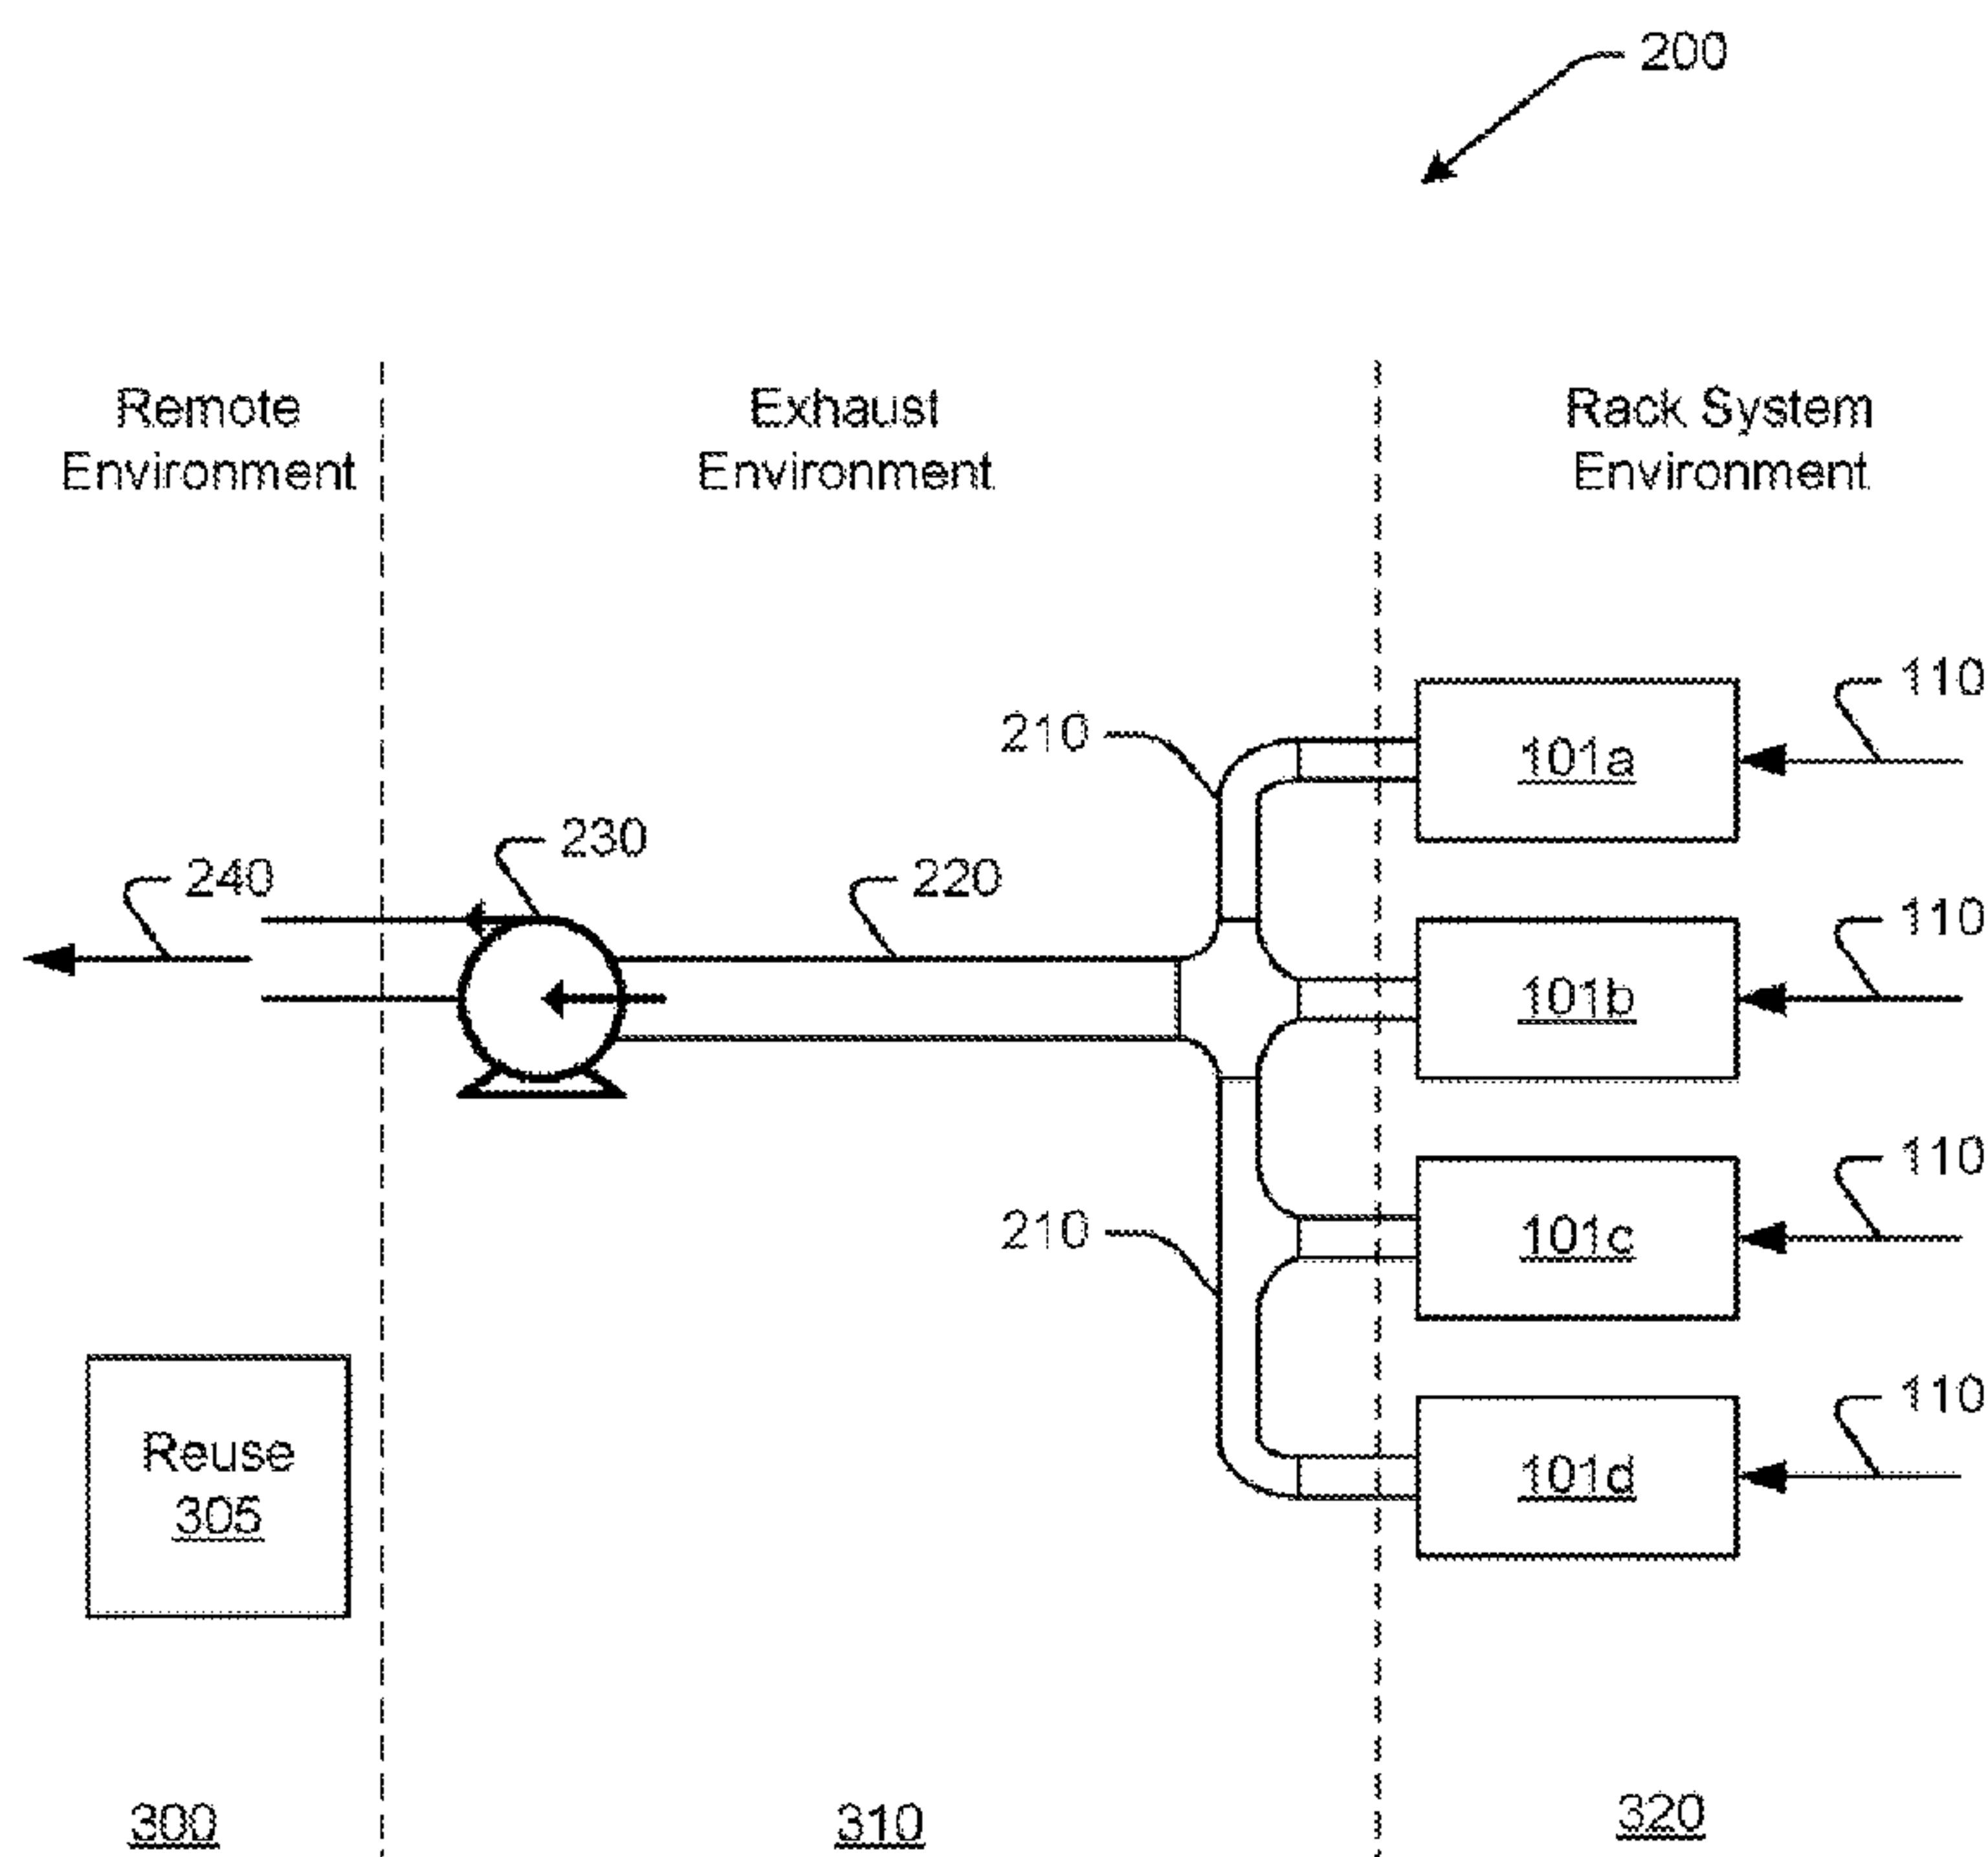 200
Remote
Environment
Exhaust
Environment
Rack System
Environment
110
210
101a
230
240
220
110
101b
110
210
101c
110
Reuse
305
101d
300
310
320